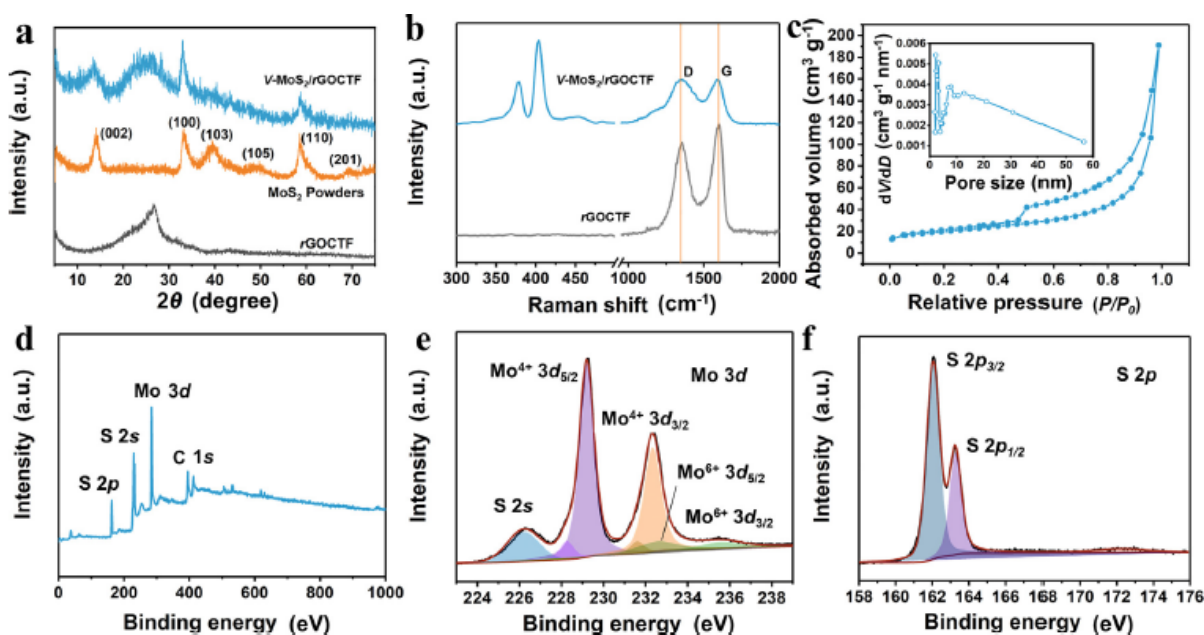 a
V-MoS2/rGOCTF
(002)
(100)
(103)
(105)
(110)
(201)
MoS2 Powders
rGOCTF
Intensity (a.u.)
10 20 30 40 50 60 70
2θ (degree)
b
V-MoS2/rGOCTF
D
G
rGOCTF
Intensity (a.u.)
300 350 400 450 1000 1500 2000
Raman shift (cm-1)
c
Absorbed volume (cm3 g-1)
200
180
160
140
120
100
80
60
40
20
0
0.0 0.2 0.4 0.6 0.8 1.0
Relative pressure (P/P0)
dV/dD (cm3 g-1 nm-1)
0.006
0.005
0.004
0.003
0.002
0.001
0 10 20 30 40 50 60
Pore size (nm)
d
Intensity (a.u.)
S 2p
S 2s
Mo 3d
C 1s
0 200 400 600 800 1000
Binding energy (eV)
e
Intensity (a.u.)
Mo4+ 3d5/2
Mo 3d
Mo4+ 3d3/2
Mo6+ 3d5/2
S 2s
Mo6+ 3d3/2
224 226 228 230 232 234 236 238
Binding energy (eV)
f
Intensity (a.u.)
S 2p3/2
S 2p
S 2p1/2
158 160 162 164 166 168 170 172 174 176
Binding energy (eV)